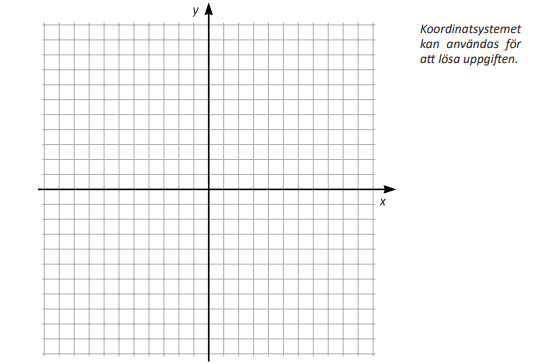 y
Koordinatsystemet
kan användas för
att lösa uppgiften.
x